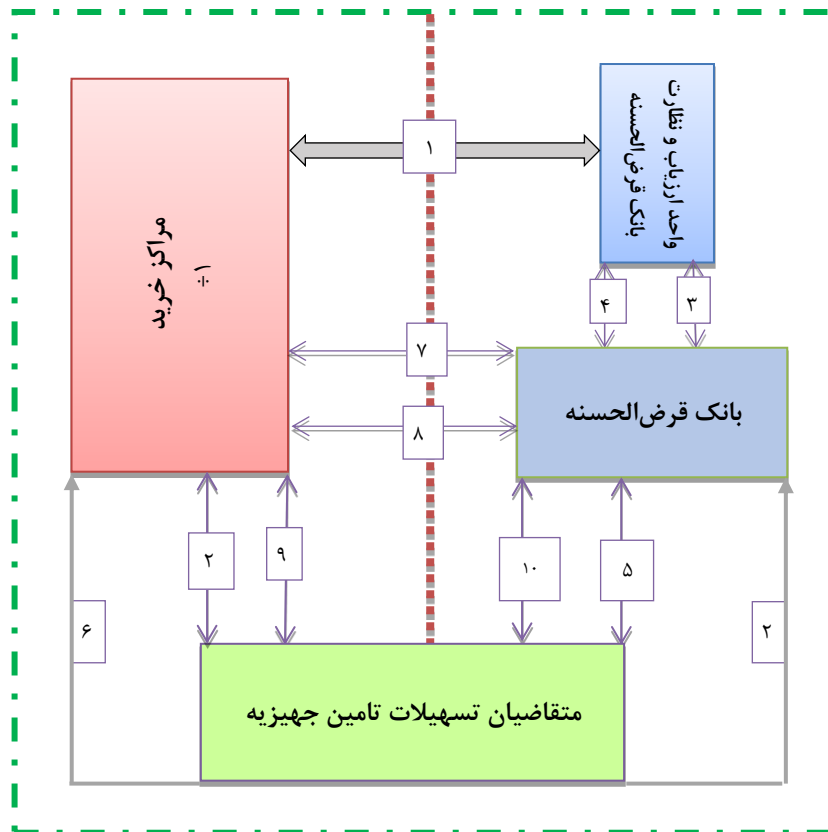 واحد ارزیاب و نظارت
بانک قرض‌الحسنه
۱
مراکز خرید
۱÷
۴
۳
۷
بانک قرض‌الحسنه
۸
۲
۹
۱۰
۵
۶
۲
متقاضیان تسهیلات تامین جهیزیه